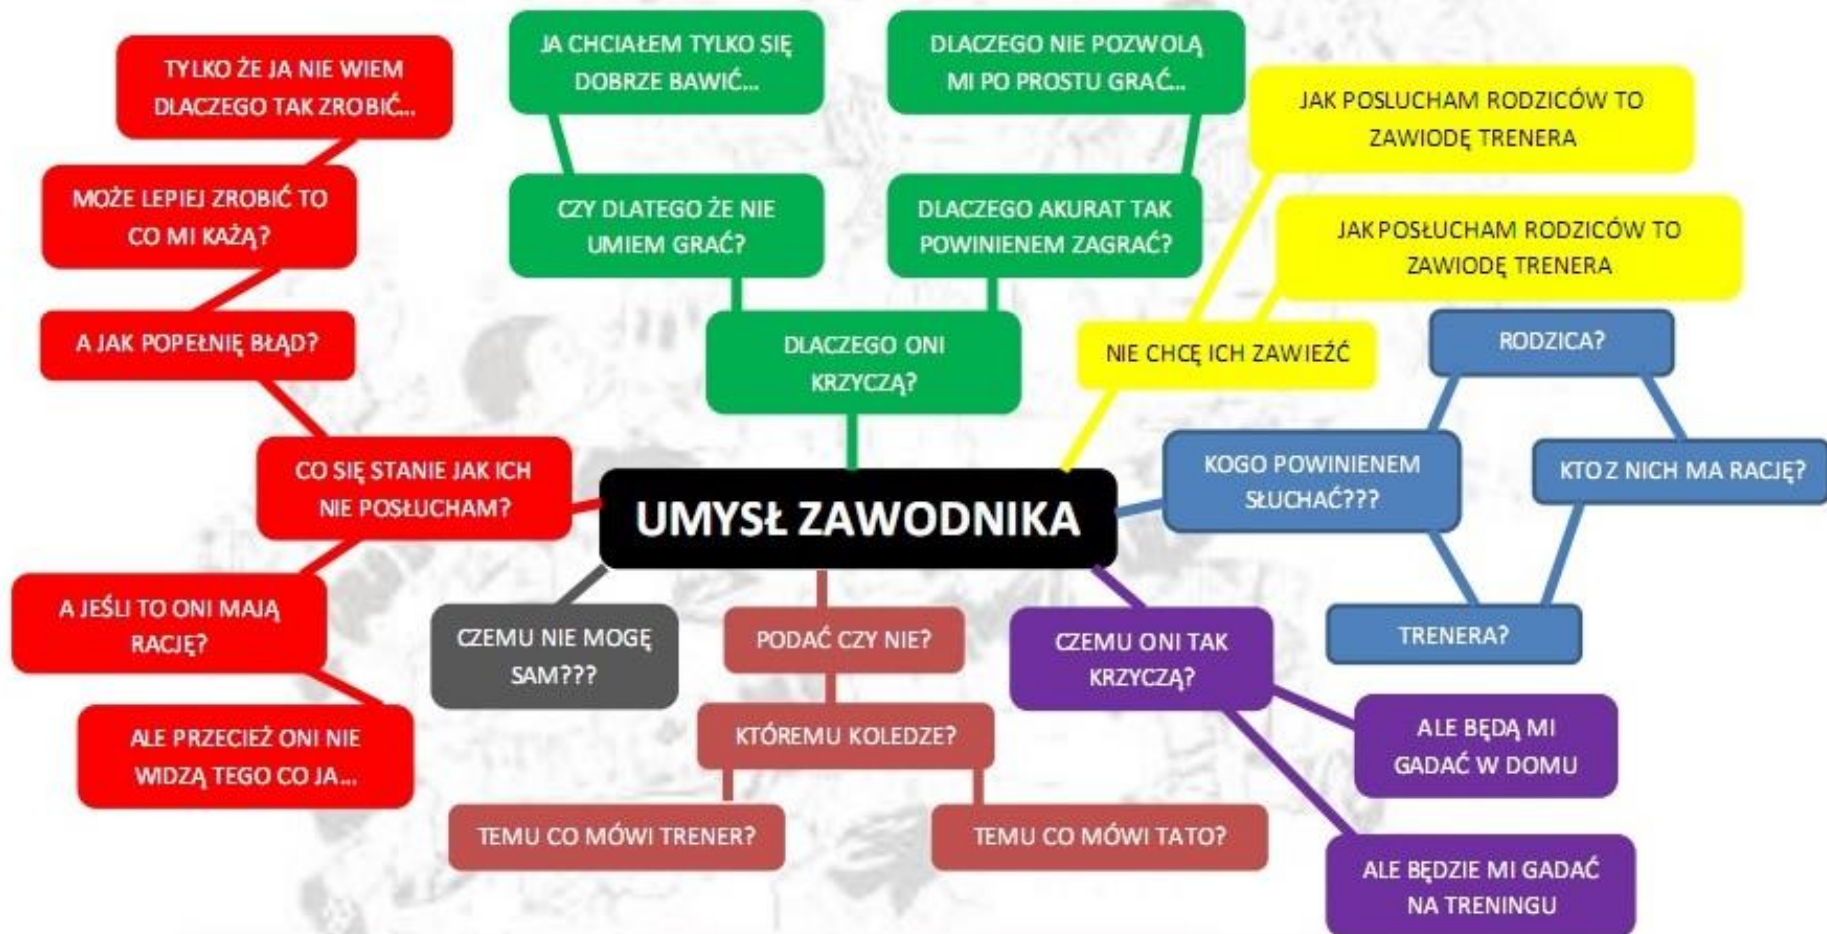 TYLKO ŻE JA NIE WIEM
DLACZEGO TAK ZROBIĆ...
MOŻE LEPIEJ ZROBIĆ TO
CO MI KAŻĄ?
A JAK POPEŁNIĘ BŁĄD?
CO SIĘ STANIE JAK ICH
NIE POSŁUCHAM?
A JEŚLI TO ONI MAJĄ
RACJĘ?
ALE PRZECIEŻ ONI NIE
WIDZĄ TEGO CO JA...
JA CHCIAŁEM TYLKO SIĘ
DOBRZE BAWIĆ...
CZY DLATEGO ŻE NIE
UMIEM GRAĆ?
DLACZEGO NIE POZWOLĄ
MI PO PROSTU GRAĆ...
DLACZEGO AKURAT TAK
POWINIENEM ZAGRAĆ?
DLACZEGO ONI
KRZYCZĄ?
JAK POSLUCHAM RODZICÓW TO
ZAWIODĘ TRENERA
JAK POSŁUCHAM RODZICÓW TO
ZAWIODĘ TRENERA
NIE CHCĘ ICH ZAWIEŹĆ
RODZICA?
KOGO POWINIENEM
SŁUCHAĆ???
KTO Z NICH MA RACJĘ?
TRENERA?
UMYSŁ ZAWODNIKA
CZEMU NIE MOGĘ
SAM???
PODAĆ CZY NIE?
KTÓREMU KOLEDZE?
TEMU CO MÓWI TRENER?
TEMU CO MÓWI TATO?
CZEMU ONI TAK
KRZYCZĄ?
ALE BĘDĄ MI
GADAĆ W DOMU
ALE BĘDZIE MI GADAĆ
NA TRENINGU